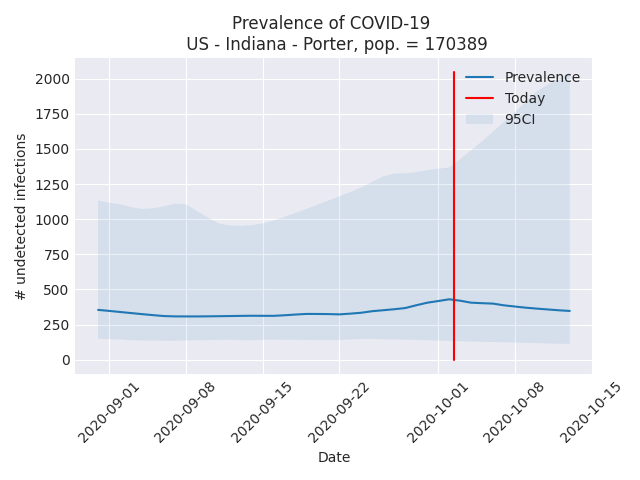 Prevalence of COVID-19
US - Indiana - Porter, pop. = 170389
# undetected infections
2000
1750
1500
1250
1000
750
500
250
0
Prevalence
Today
95CI
2020-09-01
2020-09-08
2020-09-15
2020-09-22
2020-10-01
2020-10-08
2020-10-15
Date